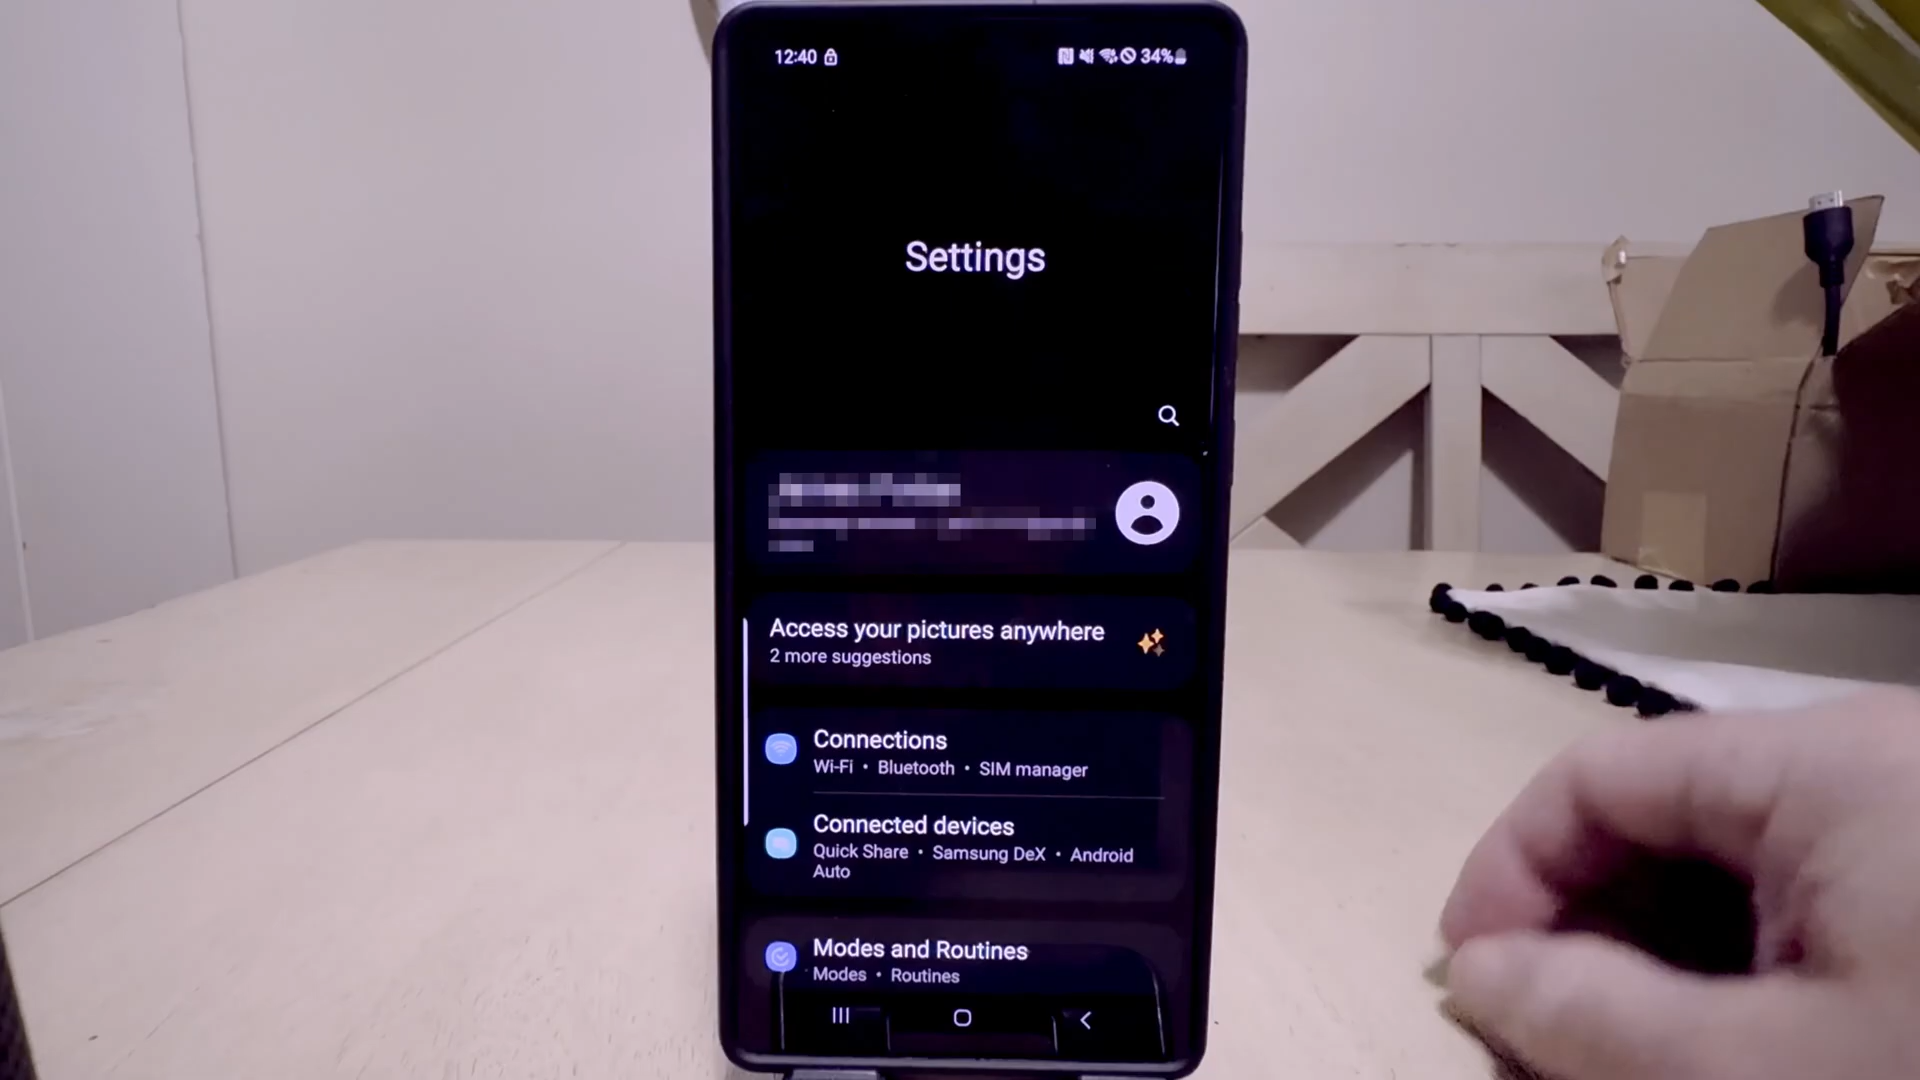 12:40
34%
Settings
Access your pictures anywhere
2 more suggestions
Connections
Wi-Fi • Bluetooth • SIM manager
Connected devices
Quick Share • Samsung DeX • Android
Auto
Modes and Routines
Modes • Routines